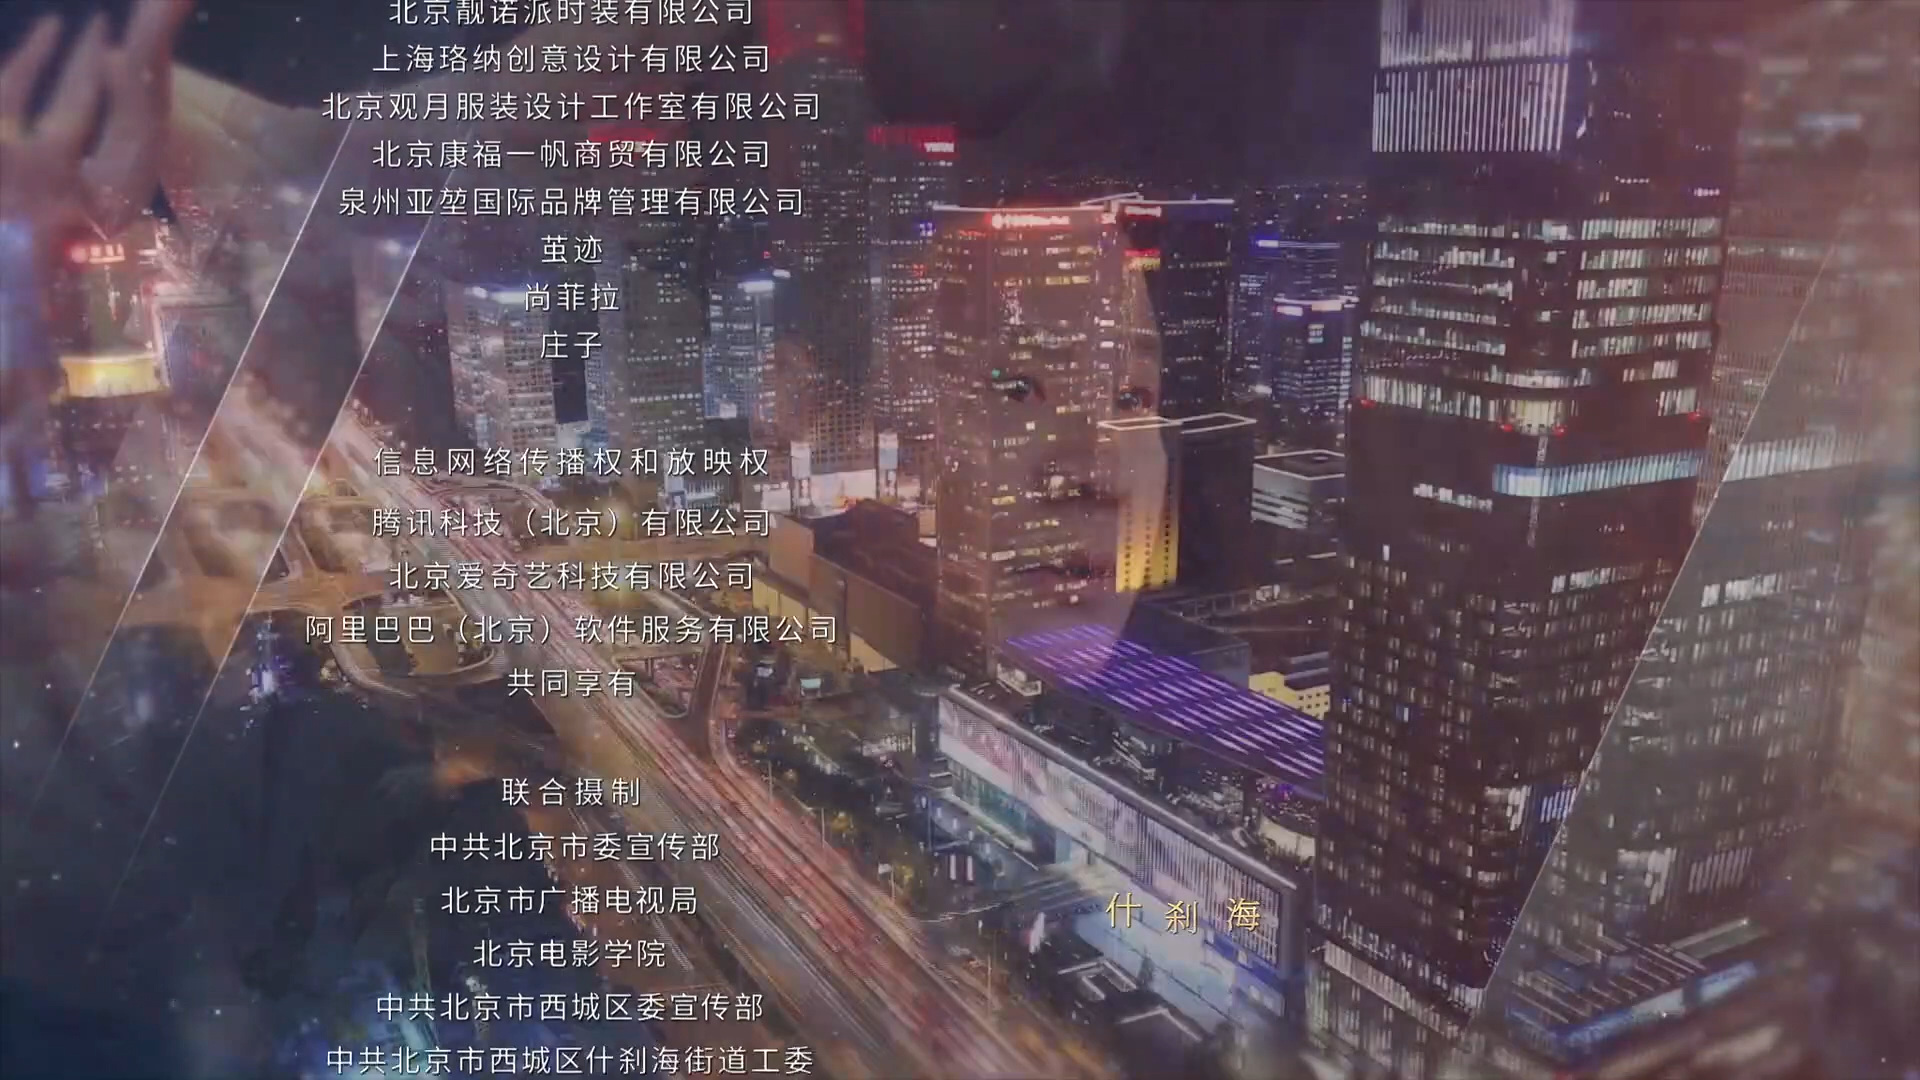 北京靓诺派时装有限公司
上海珞纳创意设计有限公司
北京观月服装设计工作室有限公司
北京康福一帆商贸有限公司
泉州亚堃国际品牌管理有限公司
茧迹
尚菲拉
庄子
信息网络传播权和放映权
腾讯科技（北京）有限公司
北京爱奇艺科技有限公司
阿里巴巴（北京）软件服务有限公司
共同享有
联合摄制
中共北京市委宣传部
北京市广播电视局
北京电影学院
中共北京市西城区委宣传部
中共北京市西城区什刹海街道工委
什刹海